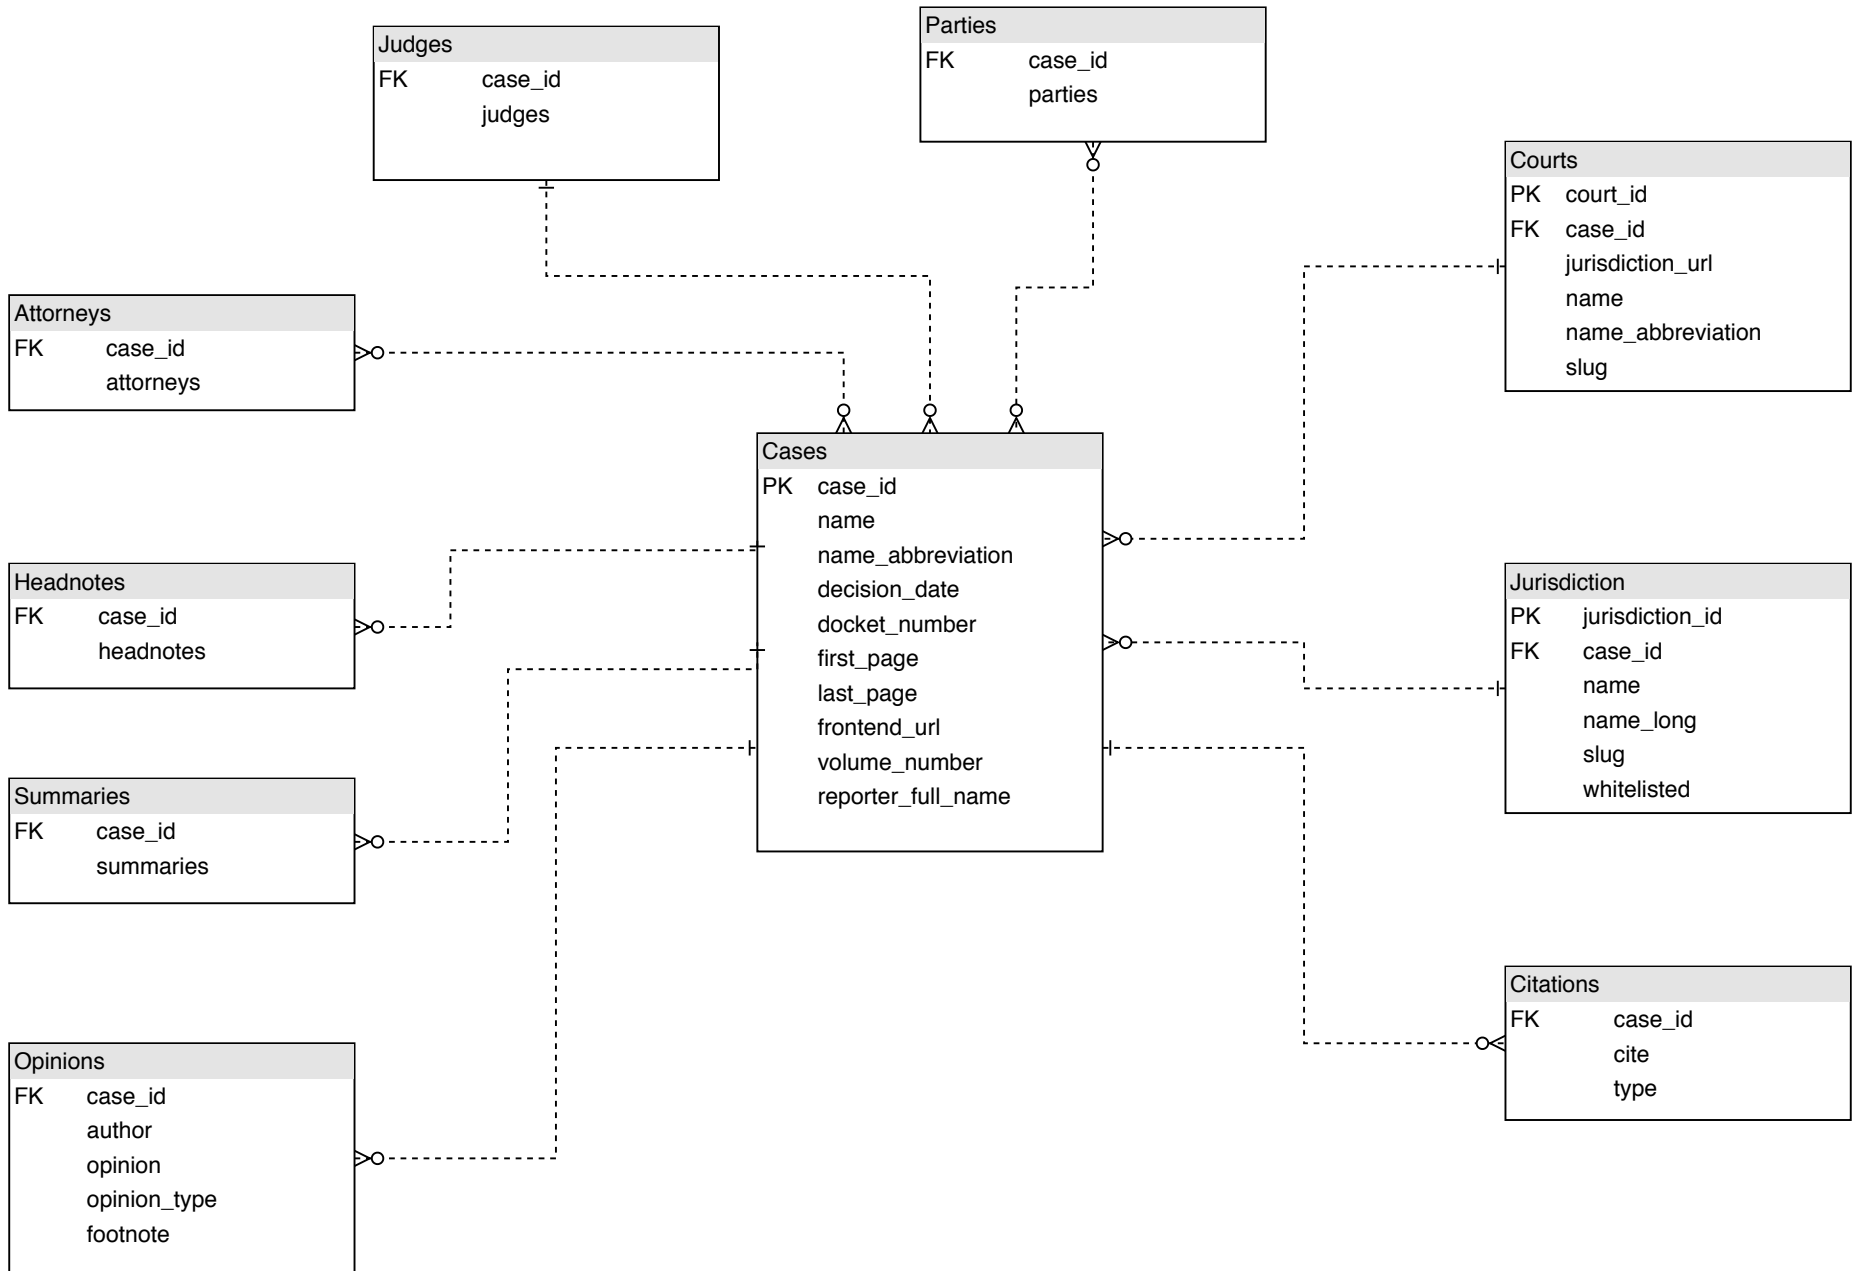 Judges
FK case_id
judges
Parties
FK case_id
parties
Courts
PK court_id
FK case_id
jurisdiction_url
name
name_abbreviation
slug
Attorneys
FK case_id
attorneys
Cases
PK case_id
name
name_abbreviation
decision_date
docket_number
first_page
last_page
frontend_url
volume_number
reporter_full_name
Headnotes
FK case_id
headnotes
Jurisdiction
PK jurisdiction_id
FK case_id
name
name_long
slug
whitelisted
Summaries
FK case_id
summaries
Citations
FK case_id
cite
type
Opinions
FK case_id
author
opinion
opinion_type
footnote